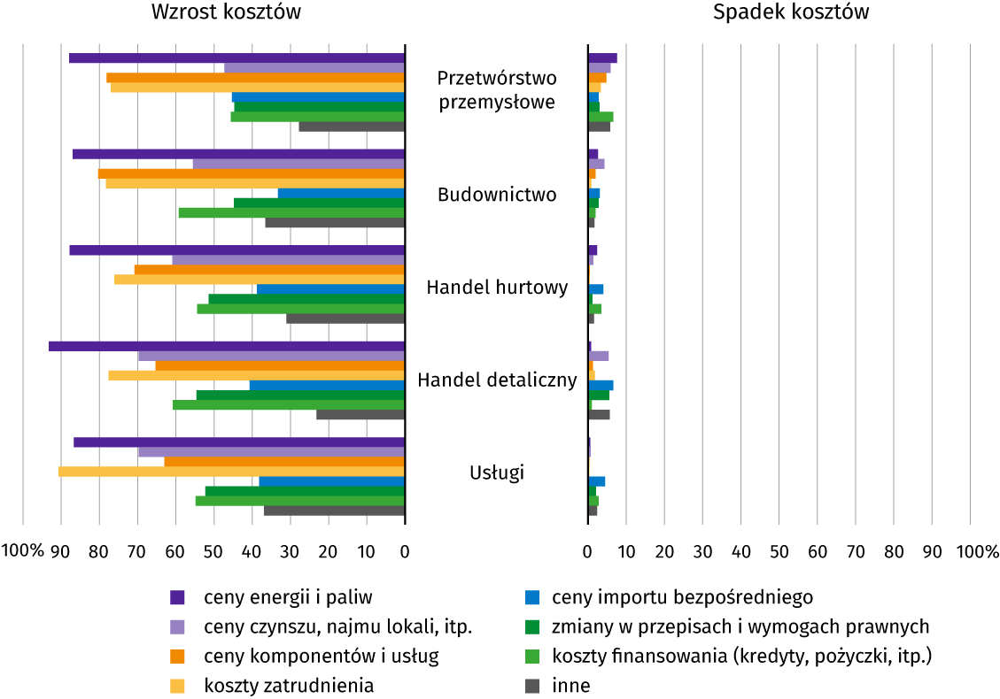 Wzrost kosztów
Spadek kosztów
Przetwórstwo
przemysłowe
Budownictwo
Handel hurtowy
Handel detaliczny
Usługi
100% 90 80 70 60 50 40 30 20 10 0
0 10 20 30 40 50 60 70 80 90 100%
ceny energii i paliw
ceny czynszu, najmu lokali, itp.
ceny komponentów i usług
koszty zatrudnienia
ceny importu bezpośredniego
zmiany w przepisach i wymogach prawnych
koszty finansowania (kredyty, pożyczki, itp.)
inne